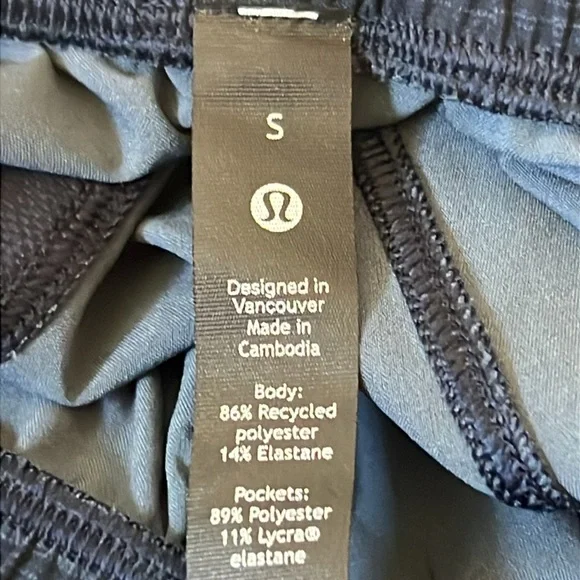 S
Designed in
Vancouver
Made in
Cambodia
Body:
86% Recycled
polyester
14% Elastane
Pockets:
89% Polyester
11% Lycra®
elastane